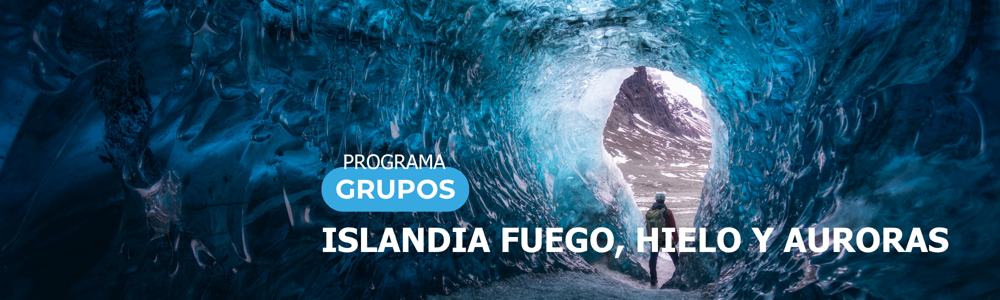 PROGRAMA
GRUPOS
ISLANDIA FUEGO, HIELO Y AURORAS